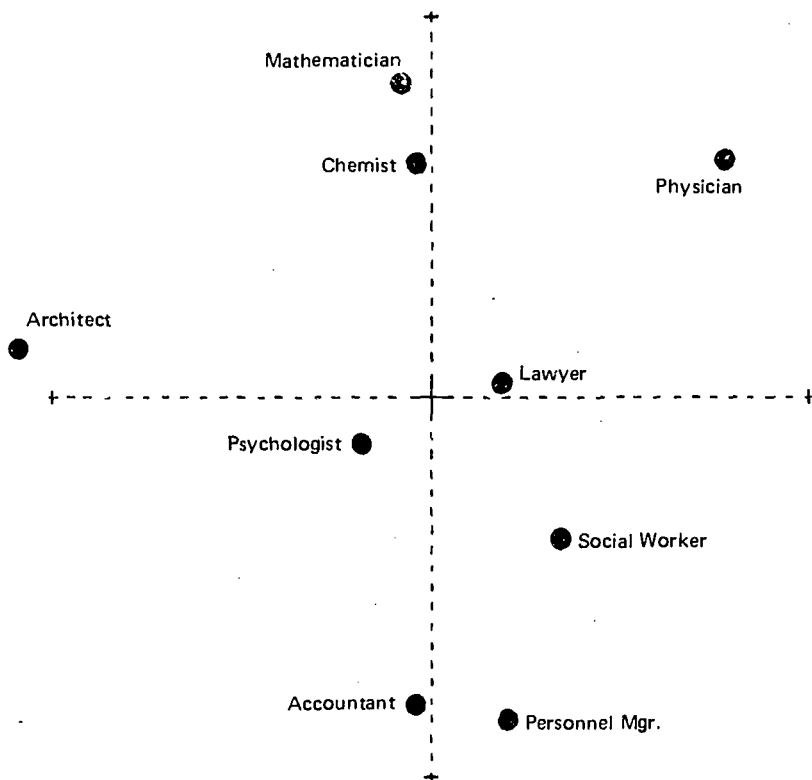 Mathematician
Chemist
Physician
Architect
Lawyer
Psychologist
Social Worker
Accountant
Personnel Mgr.